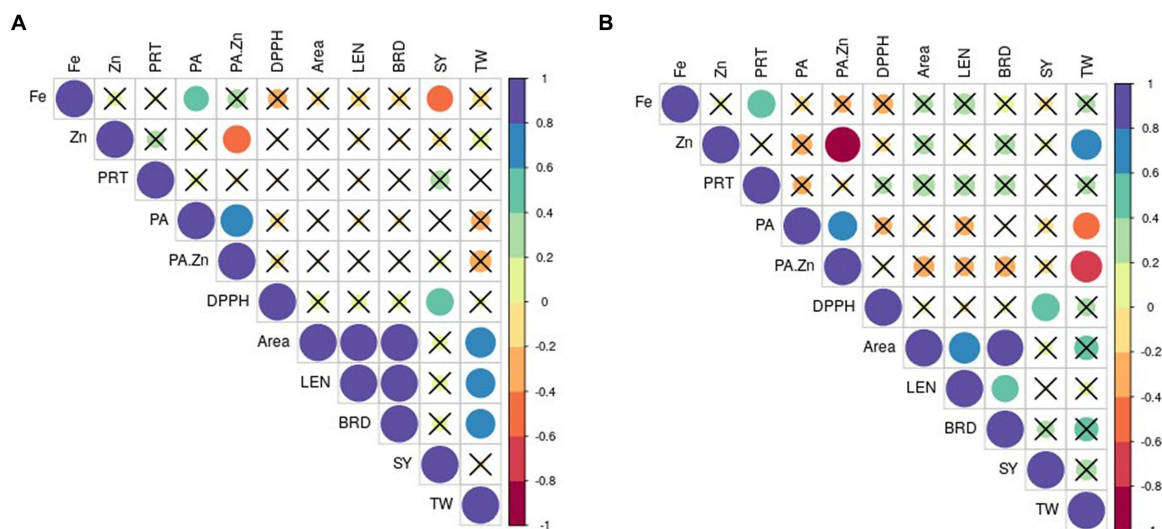 A
Fe Zn PRT PA PA.Zn DPPH Area LEN BRD SY TW
Fe
Zn
PRT
PA
PA.Zn
DPPH
Area
LEN
BRD
SY
TW
1
0.8
0.6
0.4
0.2
0
-0.2
-0.4
-0.6
-0.8
-1
B
Fe Zn PRT PA PA.Zn DPPH Area LEN BRD SY TW
Fe
Zn
PRT
PA
PA.Zn
DPPH
Area
LEN
BRD
SY
TW
1
0.8
0.6
0.4
0.2
0
-0.2
-0.4
-0.6
-0.8
-1